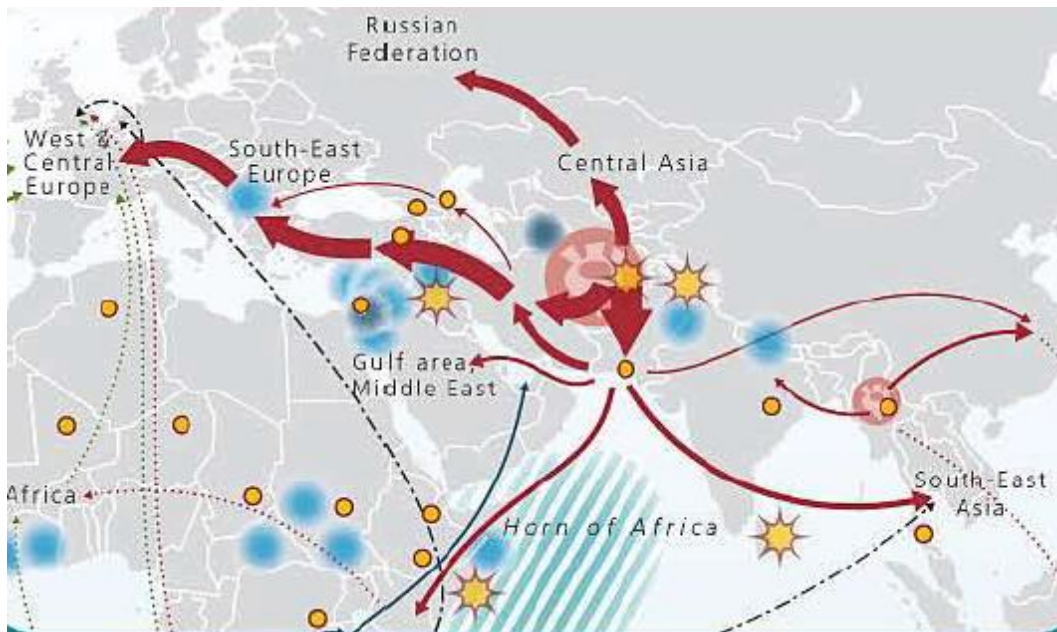 Russian
Federation
West &
Central
Europe
South-East
Europe
Central Asia
Gulf area,
Middle East
Africa
Horn of Africa
South-East
Asia